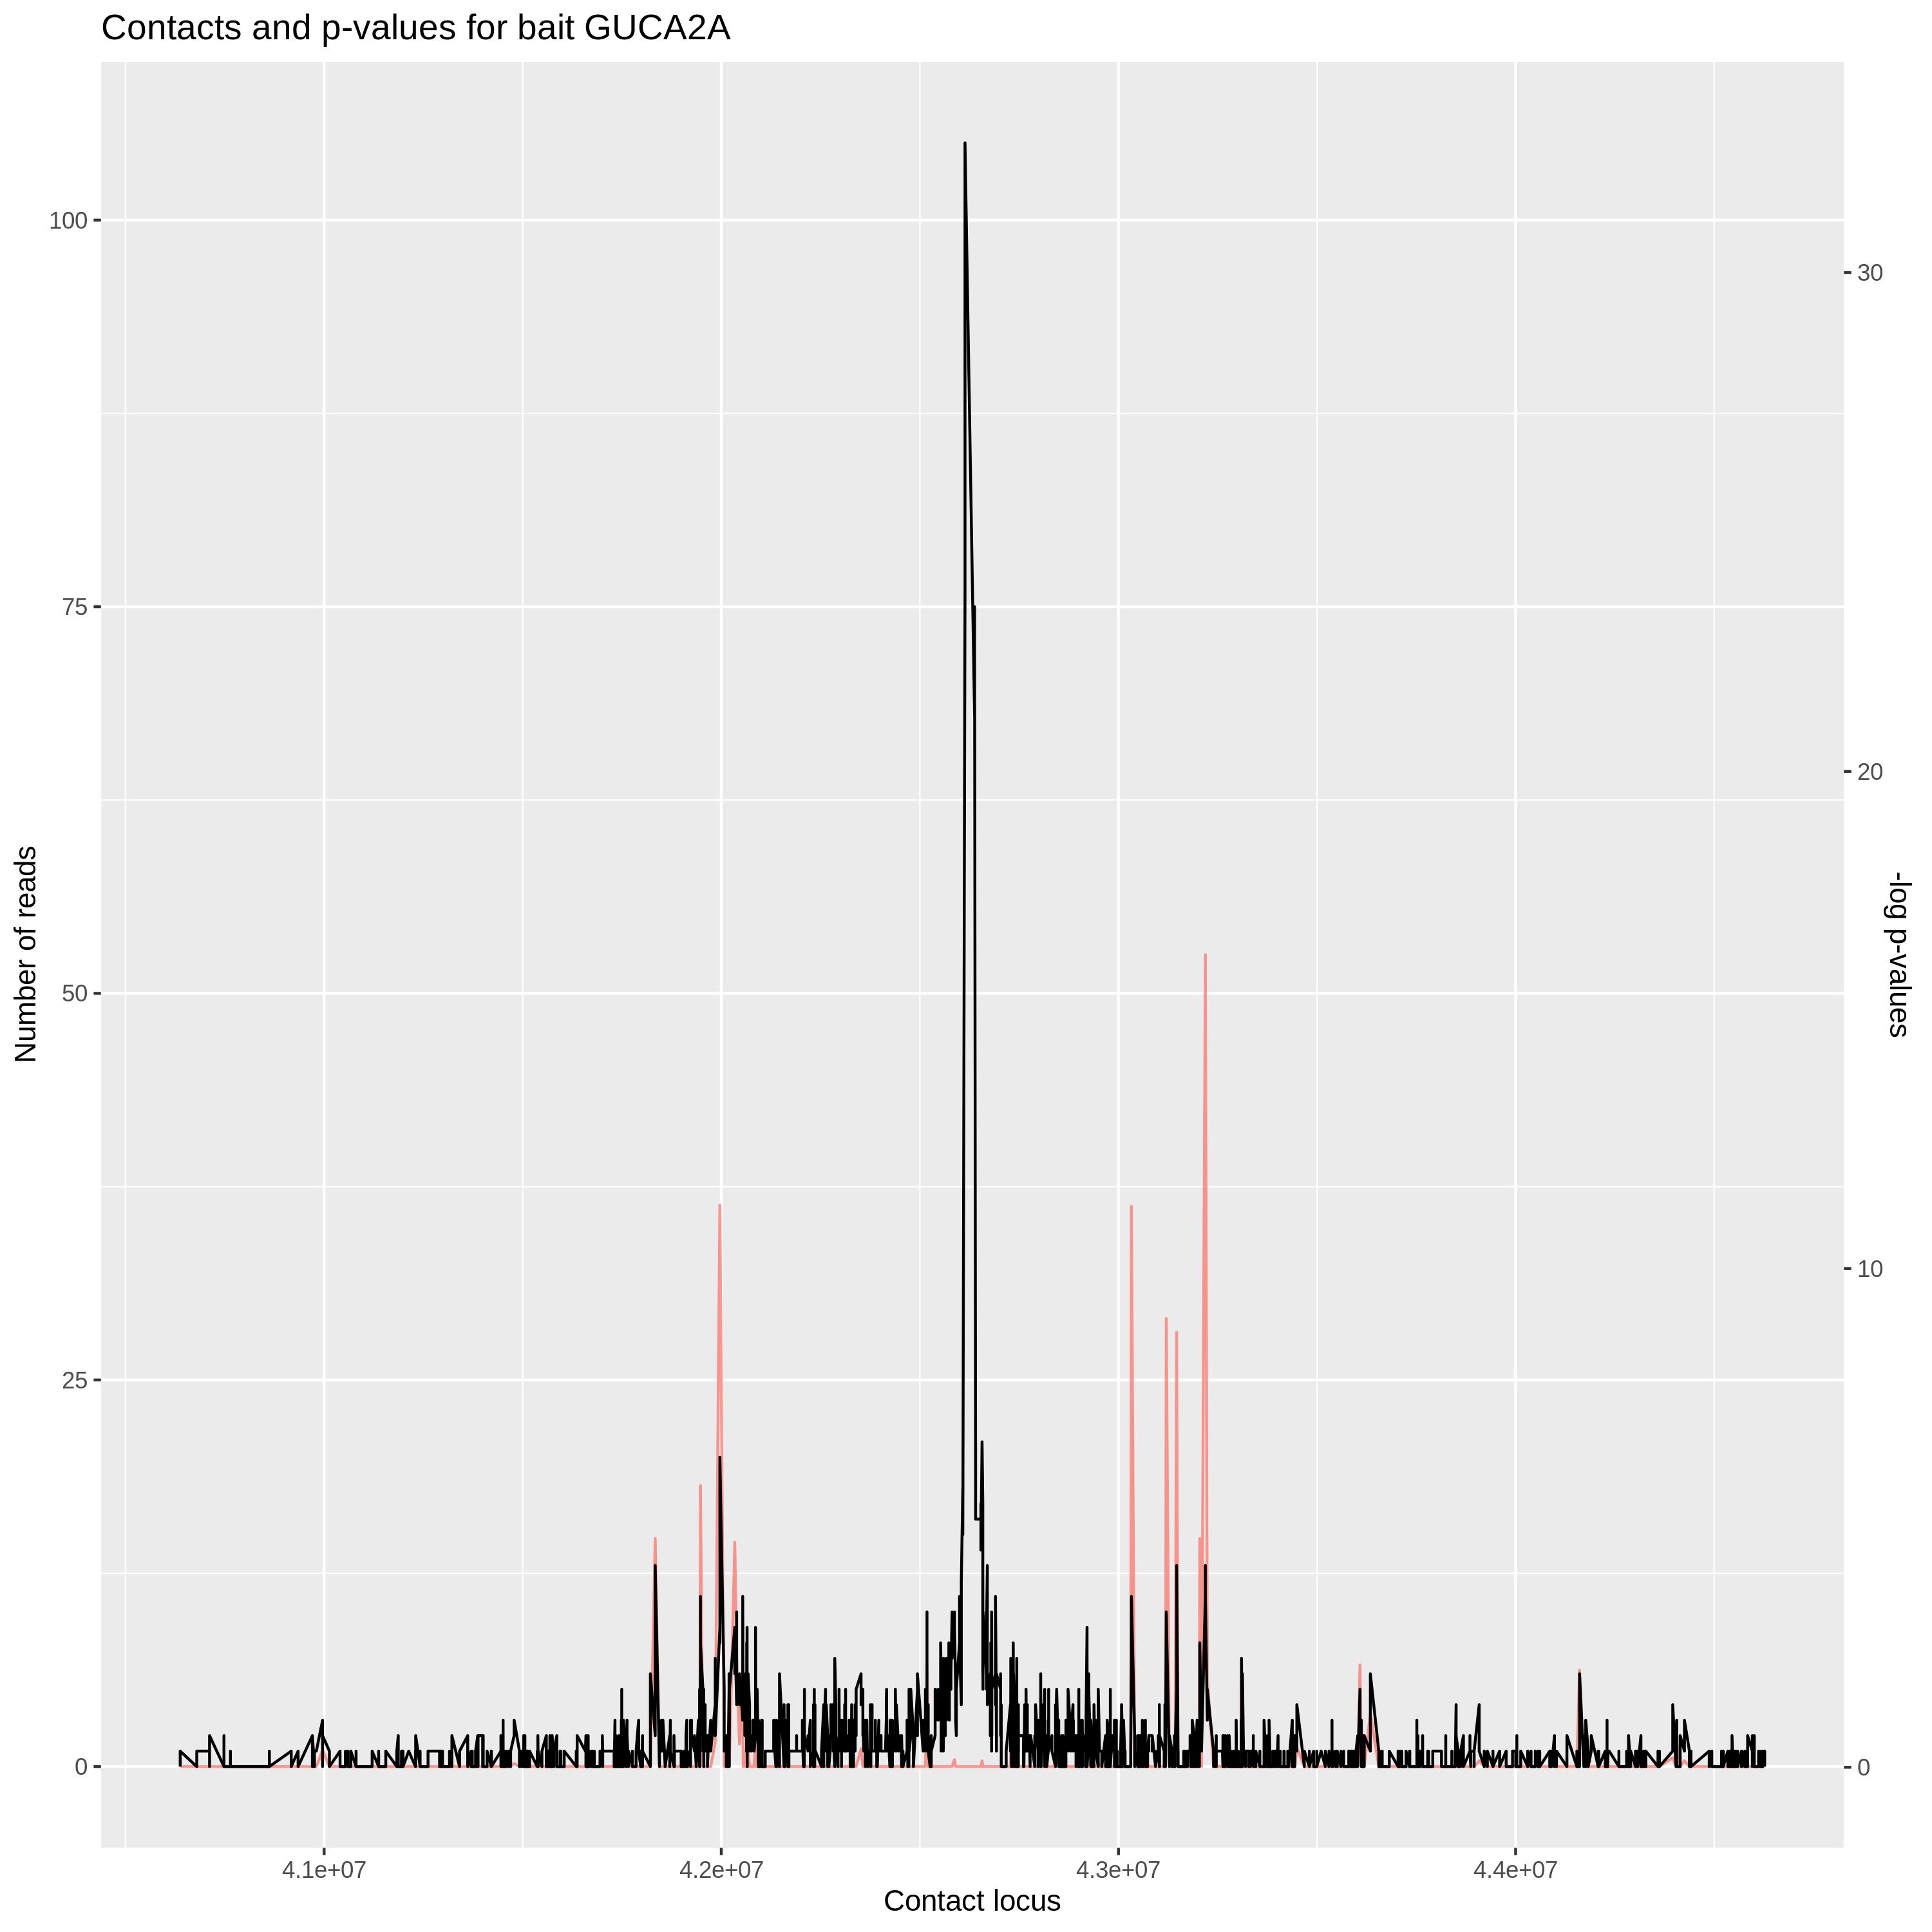 Contacts and p-values for bait GUCA2A
100
75
50
25
0
Number of reads
30
20
10
0
-log p-values
4.1e+07
4.2e+07
4.3e+07
4.4e+07
Contact locus